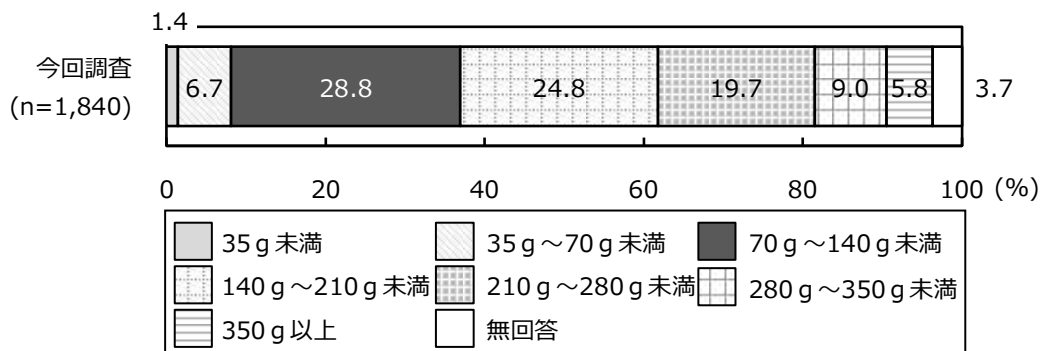 1.4
今回調査
(n=1,840)
6.7 28.8 24.8 19.7 9.0 5.8 3.7
0 20 40 60 80 100 (%)
35ｇ未満 35ｇ～70ｇ未満 70ｇ～140ｇ未満
140ｇ～210ｇ未満 210ｇ～280ｇ未満 280ｇ～350ｇ未満
350ｇ以上 無回答